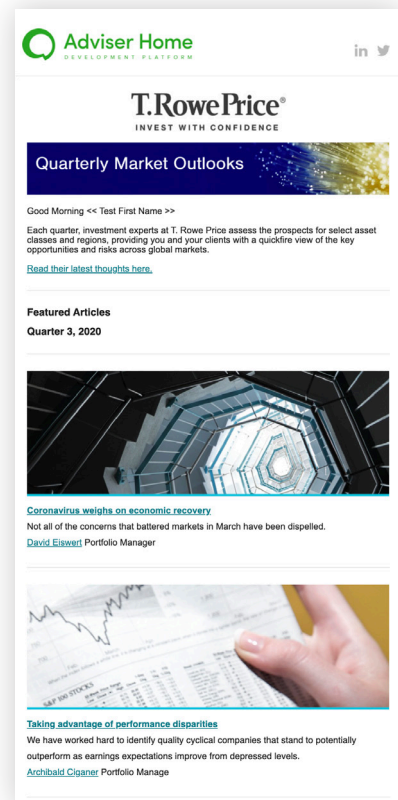 Adviser Home
DEVELOPMENT PLATFORM
in
T.RowePrice®
INVEST WITH CONFIDENCE
Quarterly Market Outlooks
Good Morning << Test First Name >>
Each quarter, investment experts at T. Rowe Price assess the prospects for select asset
classes and regions, providing you and your clients with a quickfire view of the key
opportunities and risks across global markets.
Read their latest thoughts here.
Featured Articles
Quarter 3, 2020
Coronavirus weighs on economic recovery
Not all of the concerns that battered markets in March have been dispelled.
David Eiswert Portfolio Manager
S&P 100 STOCKS
Taking advantage of performance disparities
We have worked hard to identify quality cyclical companies that stand to potentially
outperform as earnings expectations improve from depressed levels.
Archibald Ciganer Portfolio Manage